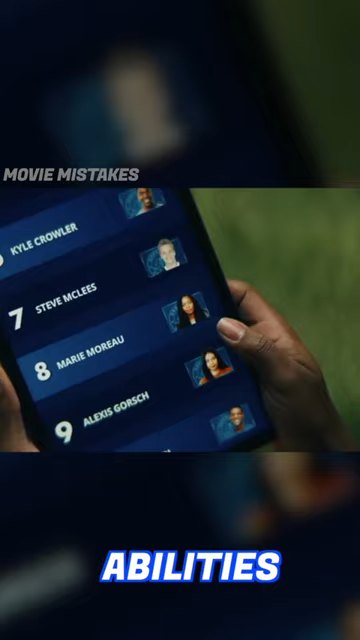 MOVIE MISTAKES
KYLE CROWLER
7 STEVE MCLEES
8 MARIE MOREAU
9 ALEXIS GORSCH
ABILITIES